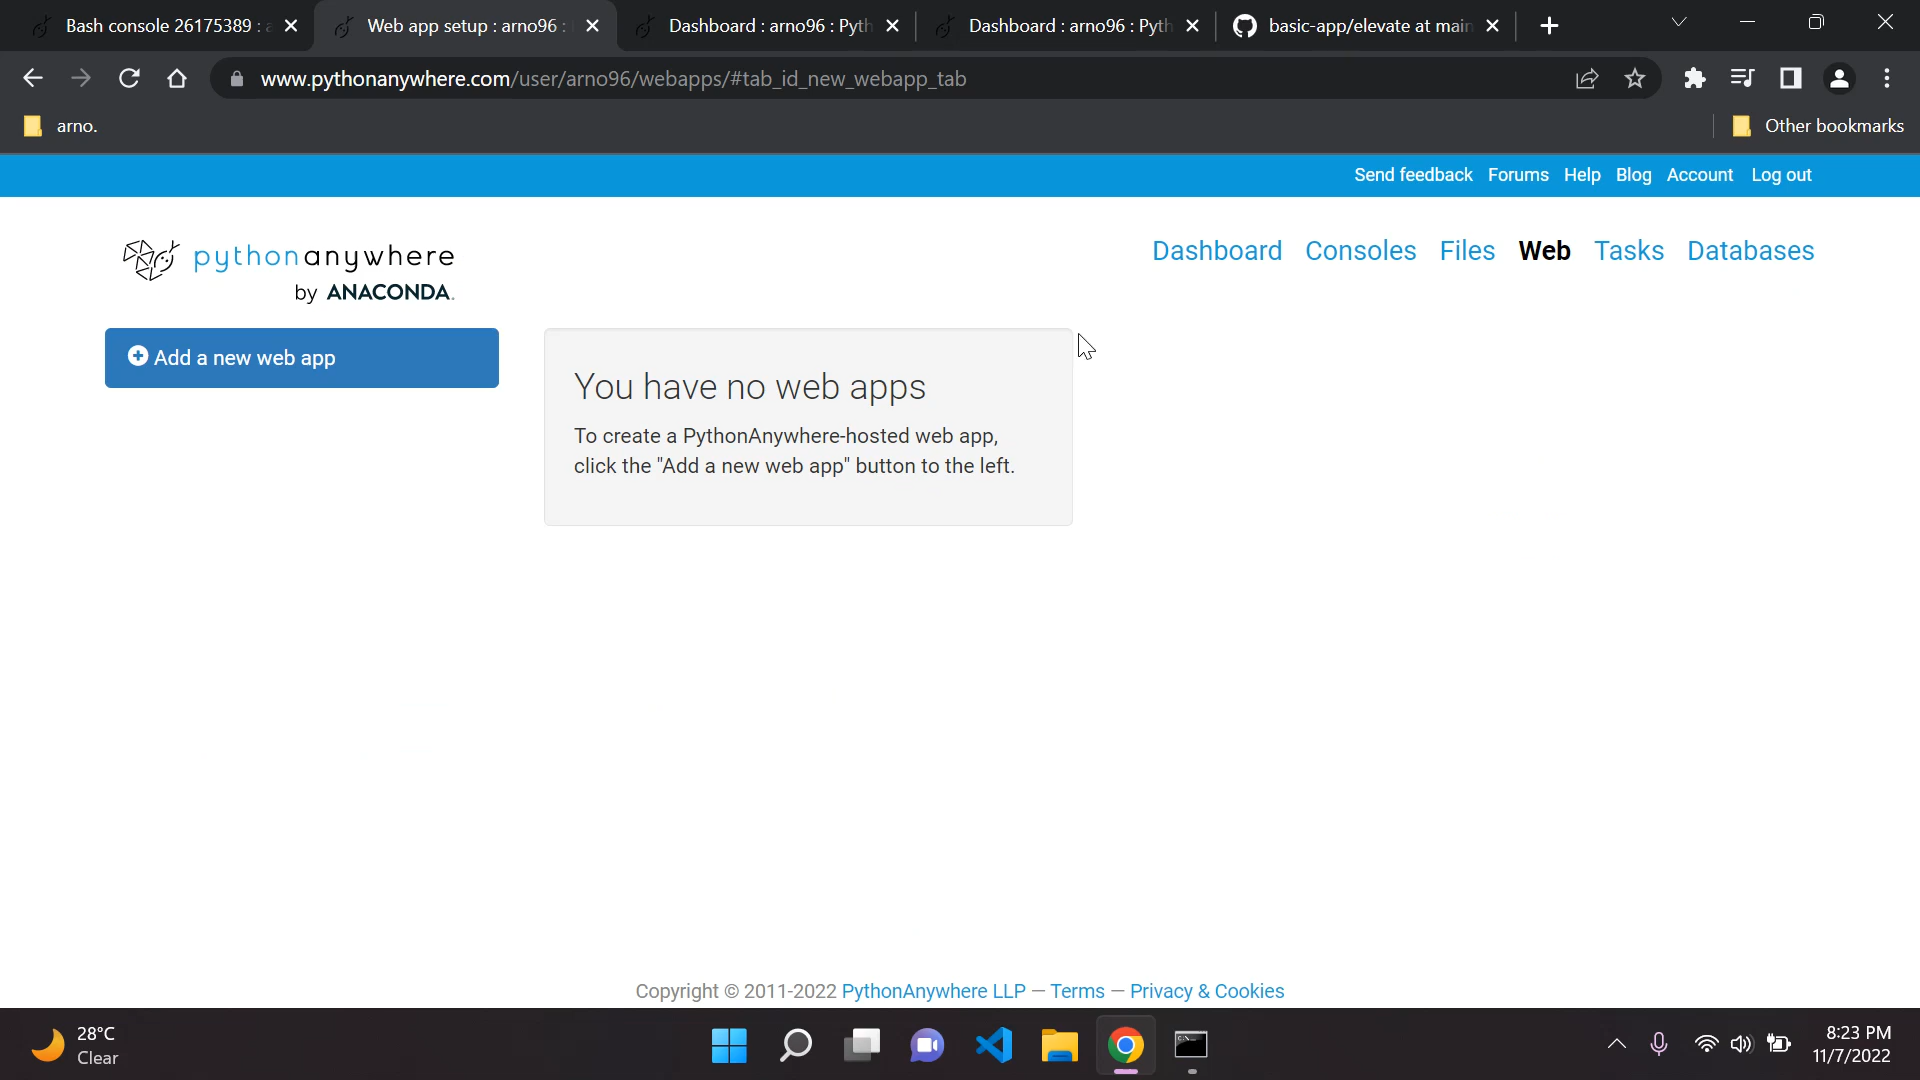 Bash console 26175389 : a
Web app setup : arno96 :
Dashboard : arno96 : Pyth
Dashboard : arno96 : Pyth
basic-app/elevate at main
www.pythonanywhere.com/user/arno96/webapps/#tab_id_new_webapp_tab
arno.
Other bookmarks
Send feedback Forums Help Blog Account Log out
pythonanywhere
by ANACONDA.
Dashboard Consoles Files Web Tasks Databases
Add a new web app
You have no web apps
To create a PythonAnywhere-hosted web app,
click the "Add a new web app" button to the left.
Copyright © 2011-2022 PythonAnywhere LLP — Terms — Privacy & Cookies
28°C
Clear
8:23 PM
11/7/2022